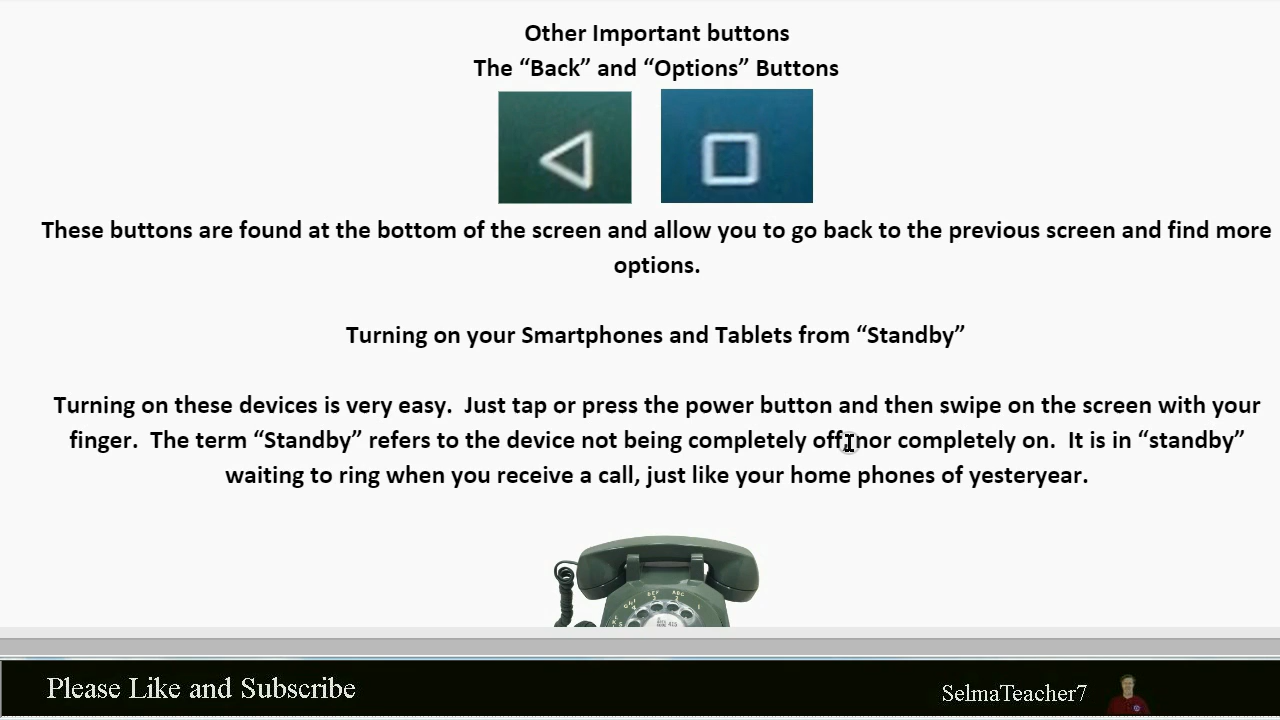 Other Important buttons
The “Back” and “Options” Buttons
These buttons are found at the bottom of the screen and allow you to go back to the previous screen and find more
options.
Turning on your Smartphones and Tablets from “Standby”
Turning on these devices is very easy.  Just tap or press the power button and then swipe on the screen with your
finger.  The term “Standby” refers to the device not being completely off, nor completely on.  It is in “standby”
waiting to ring when you receive a call, just like your home phones of yesteryear.
Please Like and Subscribe
SelmaTeacher7